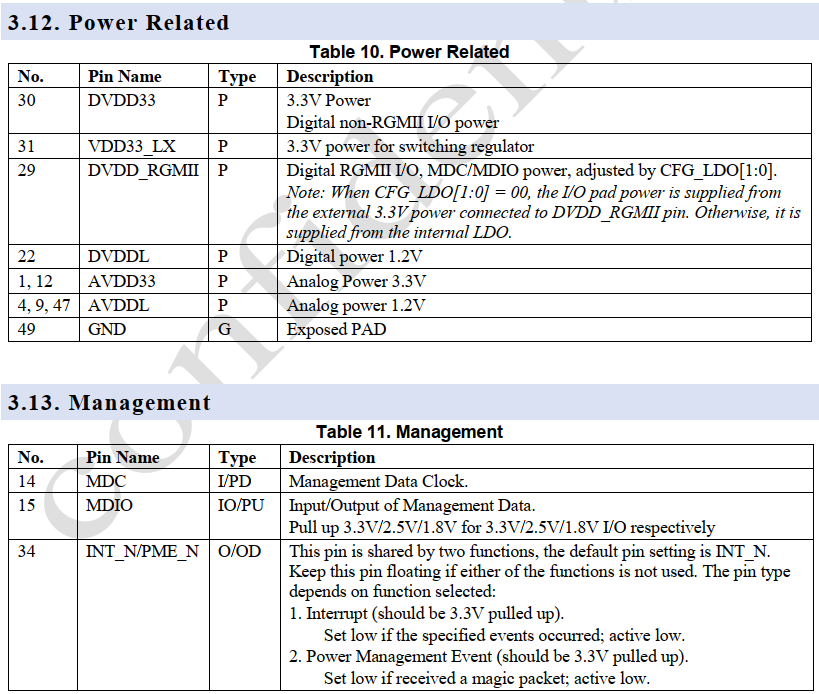 3.12. Power Related
Table 10. Power Related
No. Pin Name Type Description
30 DVDD33 P 3.3V Power
Digital non-RGMII I/O power
31 VDD33_LX P 3.3V power for switching regulator
29 DVDD_RGMII P Digital RGMII I/O, MDC/MDIO power, adjusted by CFG_LDO[1:0].
Note: When CFG_LDO[1:0] = 00, the I/O pad power is supplied from
the external 3.3V power connected to DVDD_RGMII pin. Otherwise, it is
supplied from the internal LDO.
22 DVDDL P Digital power 1.2V
1, 12 AVDD33 P Analog Power 3.3V
4, 9, 47 AVDDL P Analog power 1.2V
49 GND G Exposed PAD
3.13. Management
Table 11. Management
No. Pin Name Type Description
14 MDC I/PD Management Data Clock.
15 MDIO IO/PU Input/Output of Management Data.
Pull up 3.3V/2.5V/1.8V for 3.3V/2.5V/1.8V I/O respectively
34 INT_N/PME_N O/OD This pin is shared by two functions, the default pin setting is INT_N.
Keep this pin floating if either of the functions is not used. The pin type
depends on function selected:
1. Interrupt (should be 3.3V pulled up).
Set low if the specified events occurred; active low.
2. Power Management Event (should be 3.3V pulled up).
Set low if received a magic packet; active low.
confiden